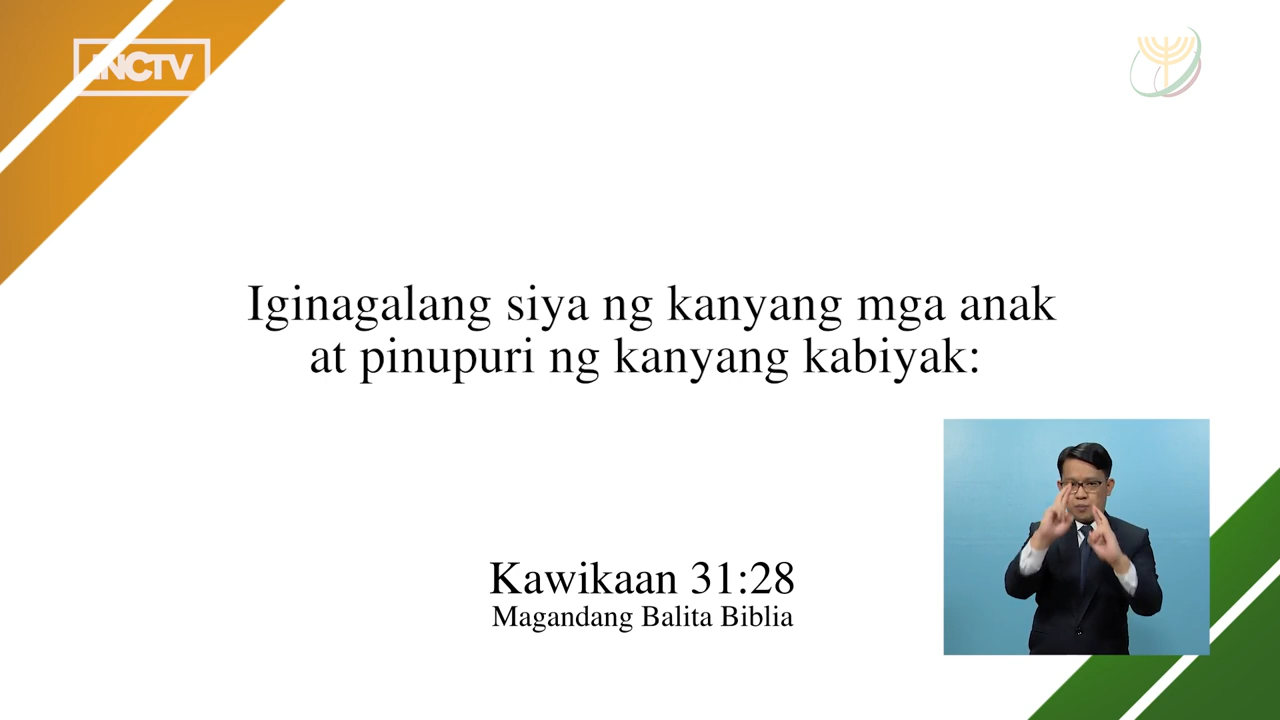 INCTV
Iginagalang siya ng kanyang mga anak
at pinupuri ng kanyang kabiyak:
Kawikaan 31:28
Magandang Balita Biblia